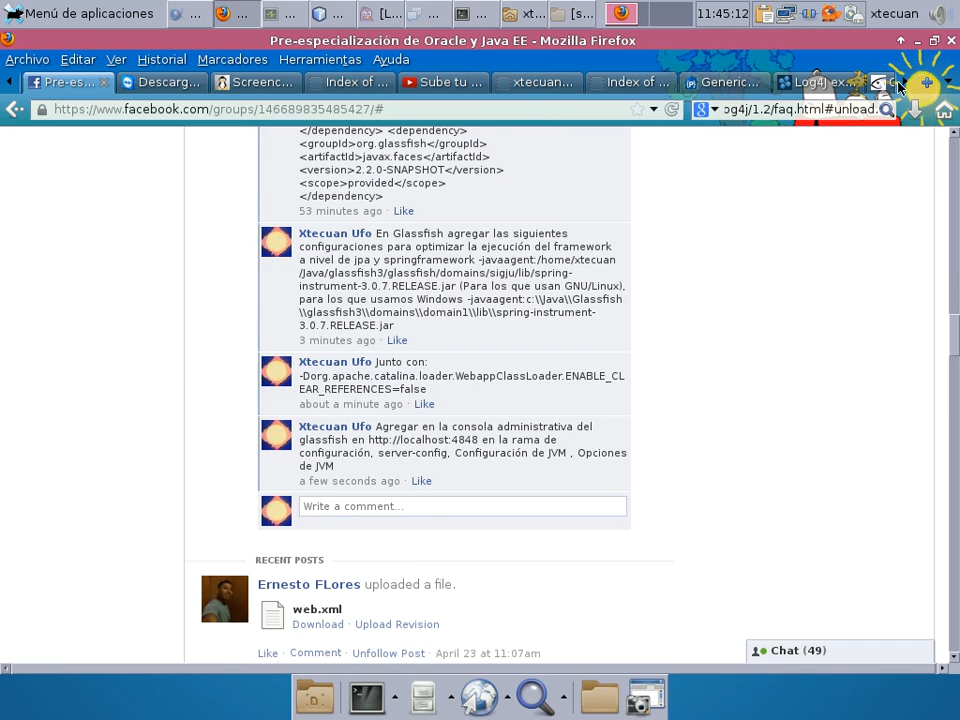 Menú de aplicaciones ... ... ... ... [L... ... ... xt... [s... 11:45:12 xtecuan
Pre-especialización de Oracle y Java EE - Mozilla Firefox
Archivo Editar Ver Historial Marcadores Herramientas Ayuda
Pre-es... Descarg... Screenc... Index of ... Sube tu ... xtecuan... Index of ... Generic... Log4J ex...
https://www.facebook.com/groups/146689835485427/# og4j/1.2/faq.html#unload.
</dependency> <dependency>
<groupId>org.glassfish</groupId>
<artifactId>javax.faces</artifactId>
<version>2.2.0-SNAPSHOT</version>
<scope>provided</scope>
</dependency>
53 minutes ago · Like
Xtecuan Ufo En Glassfish agregar las siguientes
configuraciones para optimizar la ejecución del framework
a nivel de jpa y springframework -javaagent:/home/xtecuan
/Java/glassfish3/glassfish/domains/sigju/lib/spring-
instrument-3.0.7.RELEASE.jar (Para los que usan GNU/Linux),
para los que usamos Windows -javaagent:c:\\Java\\Glassfish
\\glassfish3\\domains\\domain1\\lib\\spring-instrument-
3.0.7.RELEASE.jar
3 minutes ago · Like
Xtecuan Ufo Junto con:
-Dorg.apache.catalina.loader.WebappClassLoader.ENABLE_CL
EAR_REFERENCES=false
about a minute ago · Like
Xtecuan Ufo Agregar en la consola administrativa del
glassfish en http://localhost:4848 en la rama de
configuración, server-config, Configuración de JVM , Opciones
de JVM
a few seconds ago · Like
Write a comment...
RECENT POSTS
Ernesto FLores uploaded a file.
web.xml
Download · Upload Revision
Like · Comment · Unfollow Post · April 23 at 11:07am
Chat (49)